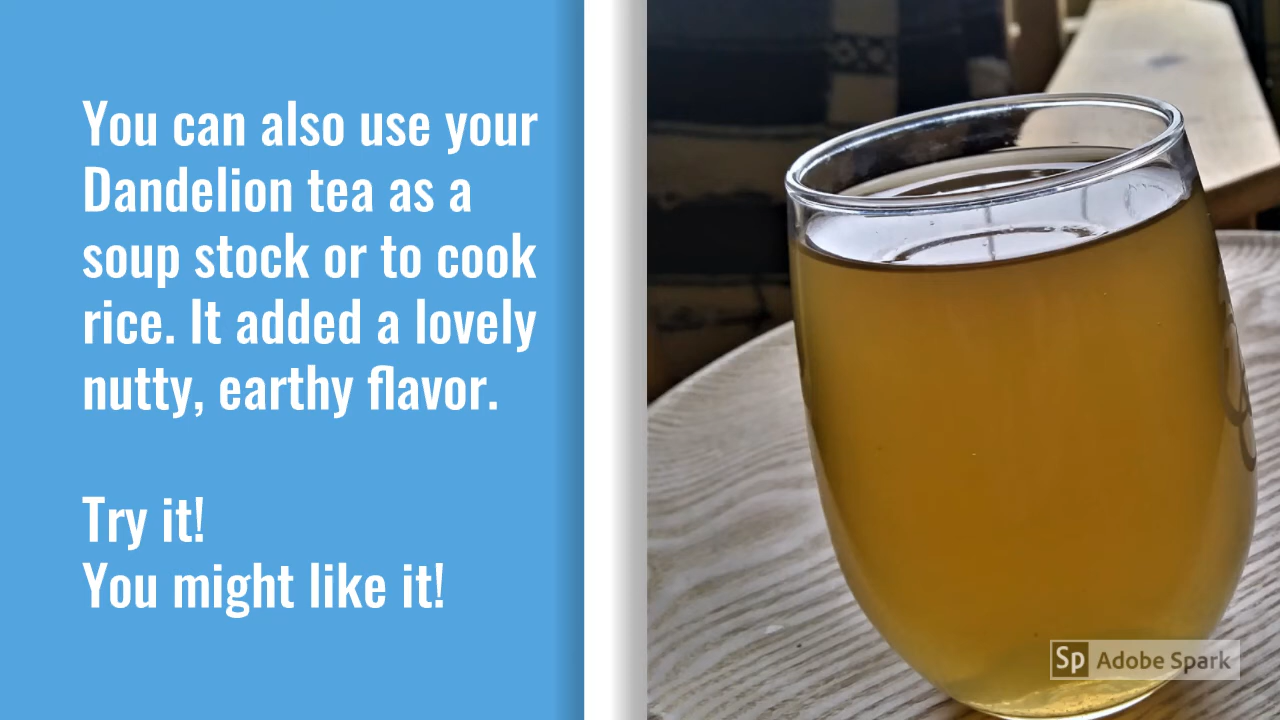 You can also use your
Dandelion tea as a
soup stock or to cook
rice. It added a lovely
nutty, earthy flavor.
Try it!
You might like it!
Sp Adobe Spark